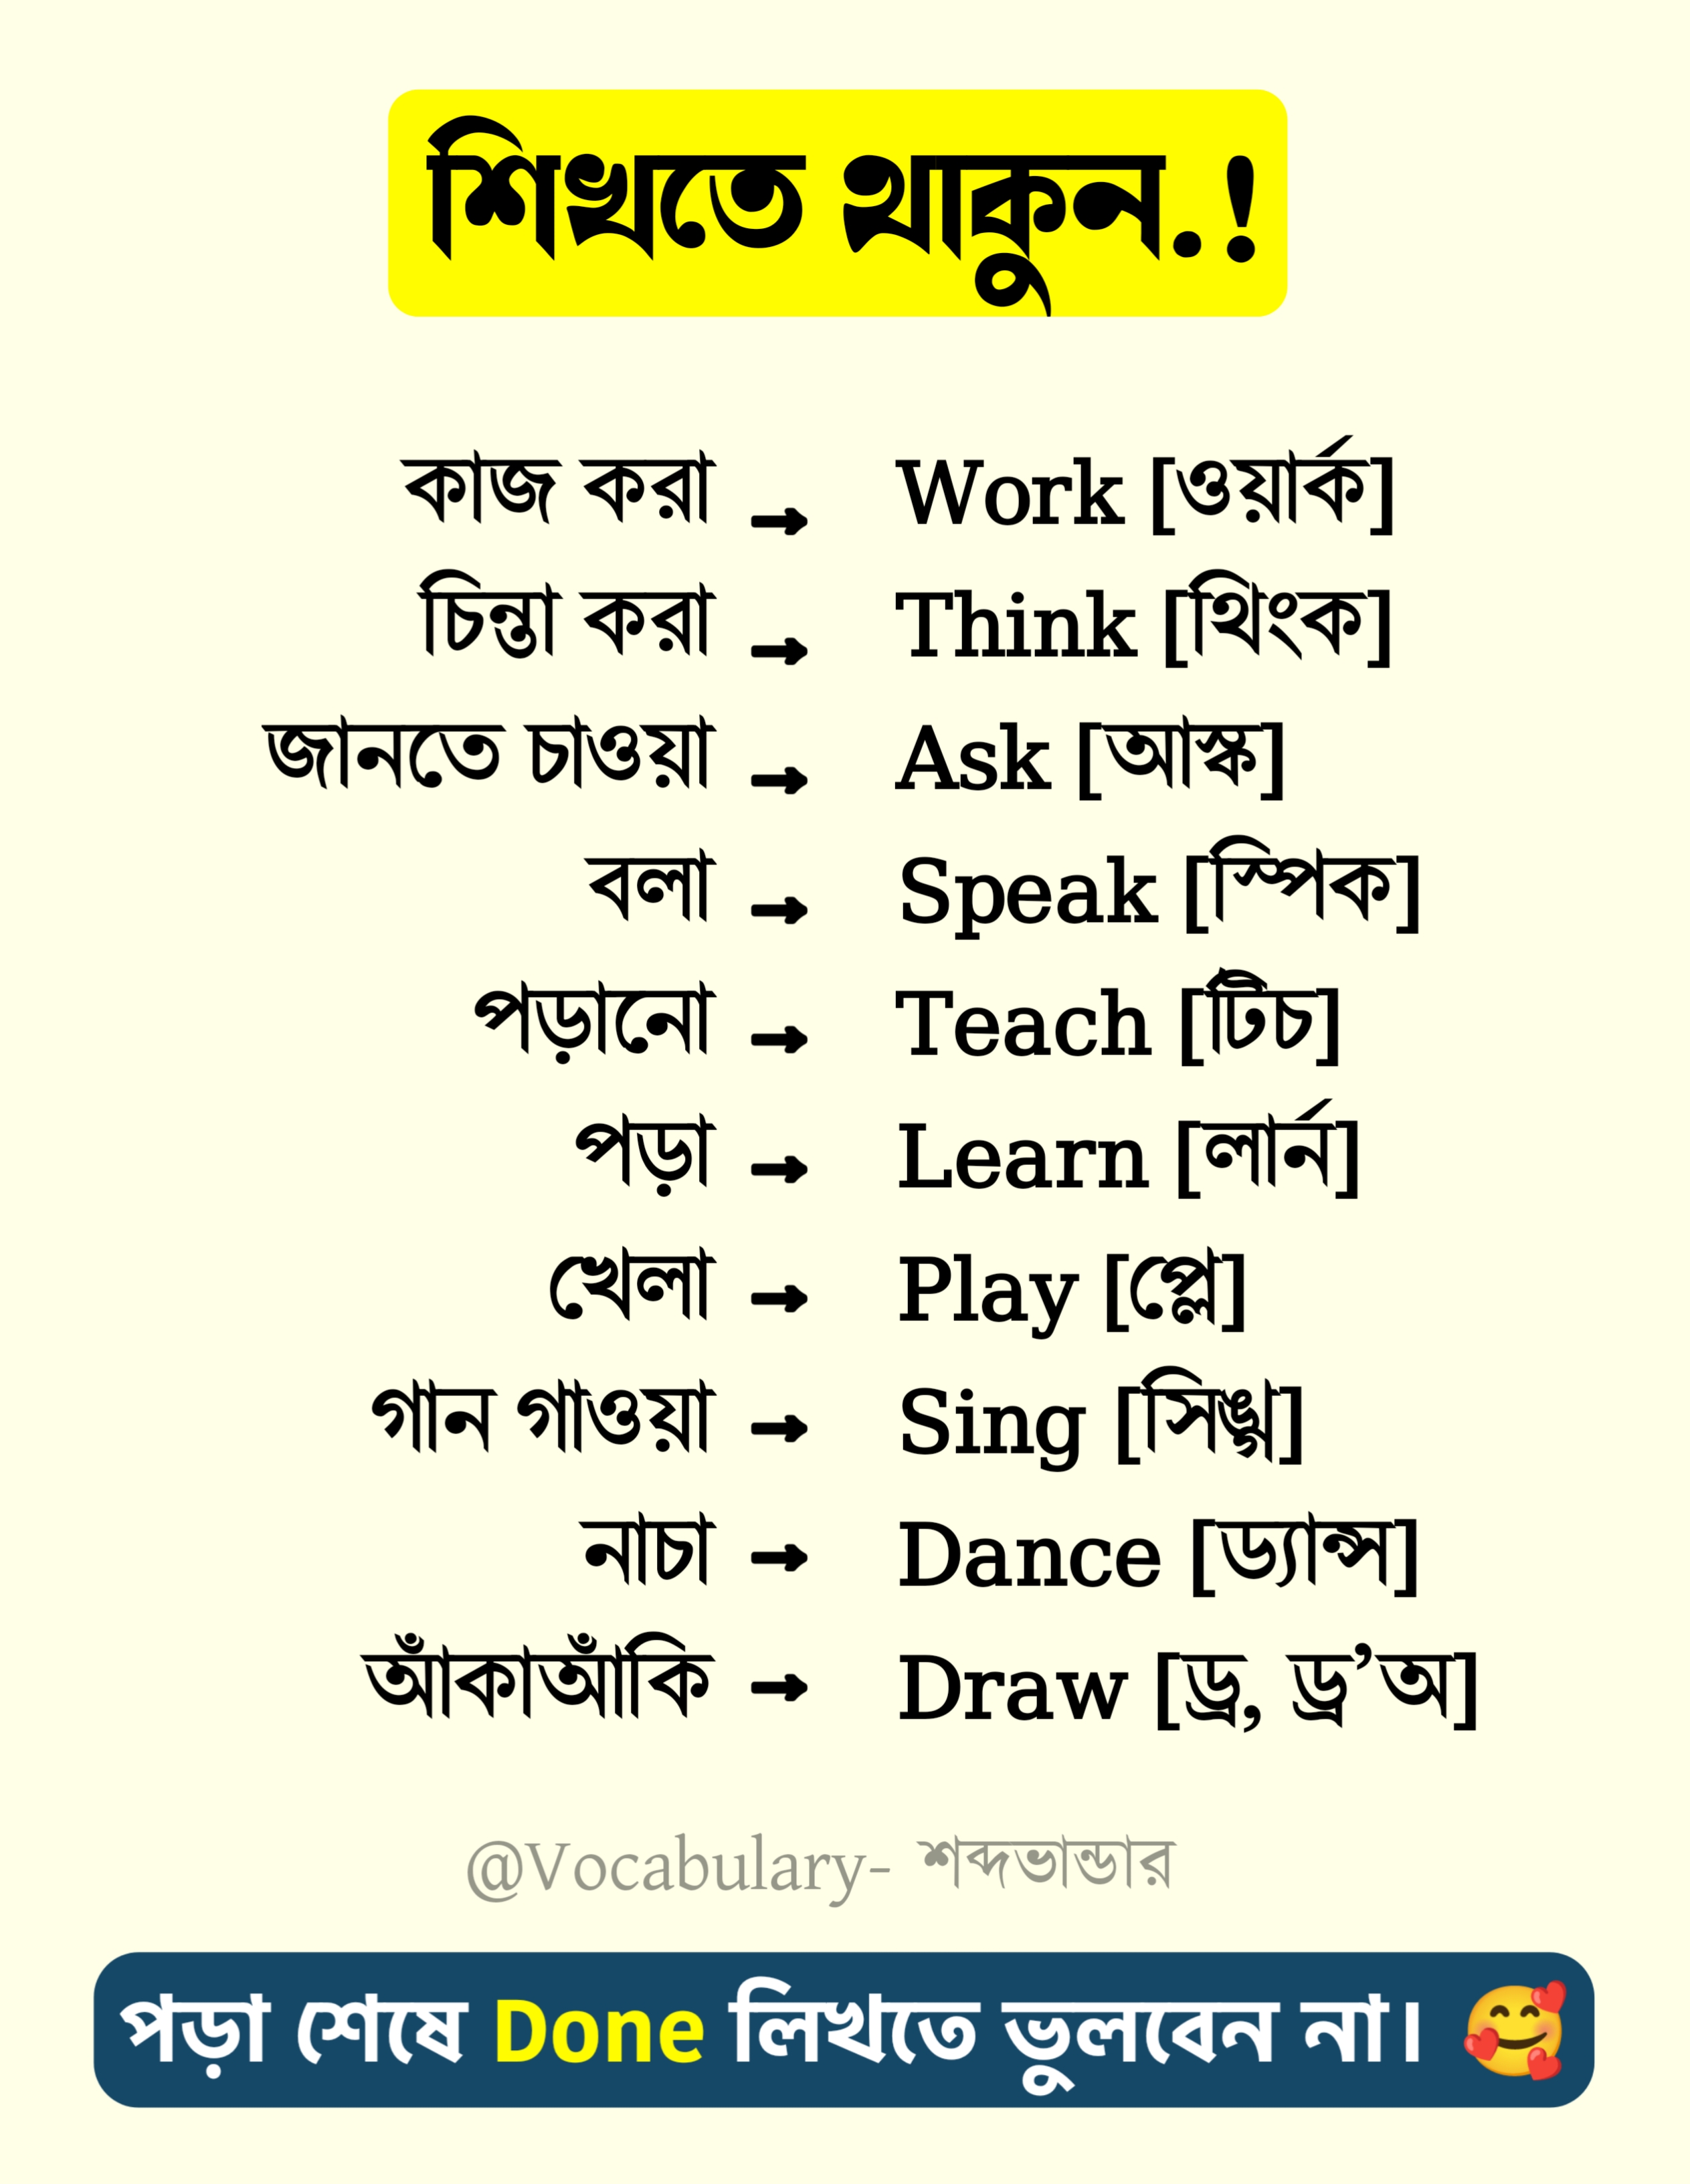 শিখতে থাকুন.!
কাজ করা → Work [ওয়ার্ক]
চিন্তা করা → Think [থিংক]
জানতে চাওয়া → Ask [আস্ক]
বলা → Speak [স্পিক]
পড়ানো → Teach [টিচ]
পড়া → Learn [লার্ন]
খেলা → Play [প্লে]
গান গাওয়া → Sing [সিঙ্গ]
নাচা → Dance [ড্যান্স]
আঁকাআঁকি → Draw [ড্র, ড্র’অ]
@Vocabulary- শব্দভান্ডার
পড়া শেষে Done লিখতে ভুলবেন না। 🥰